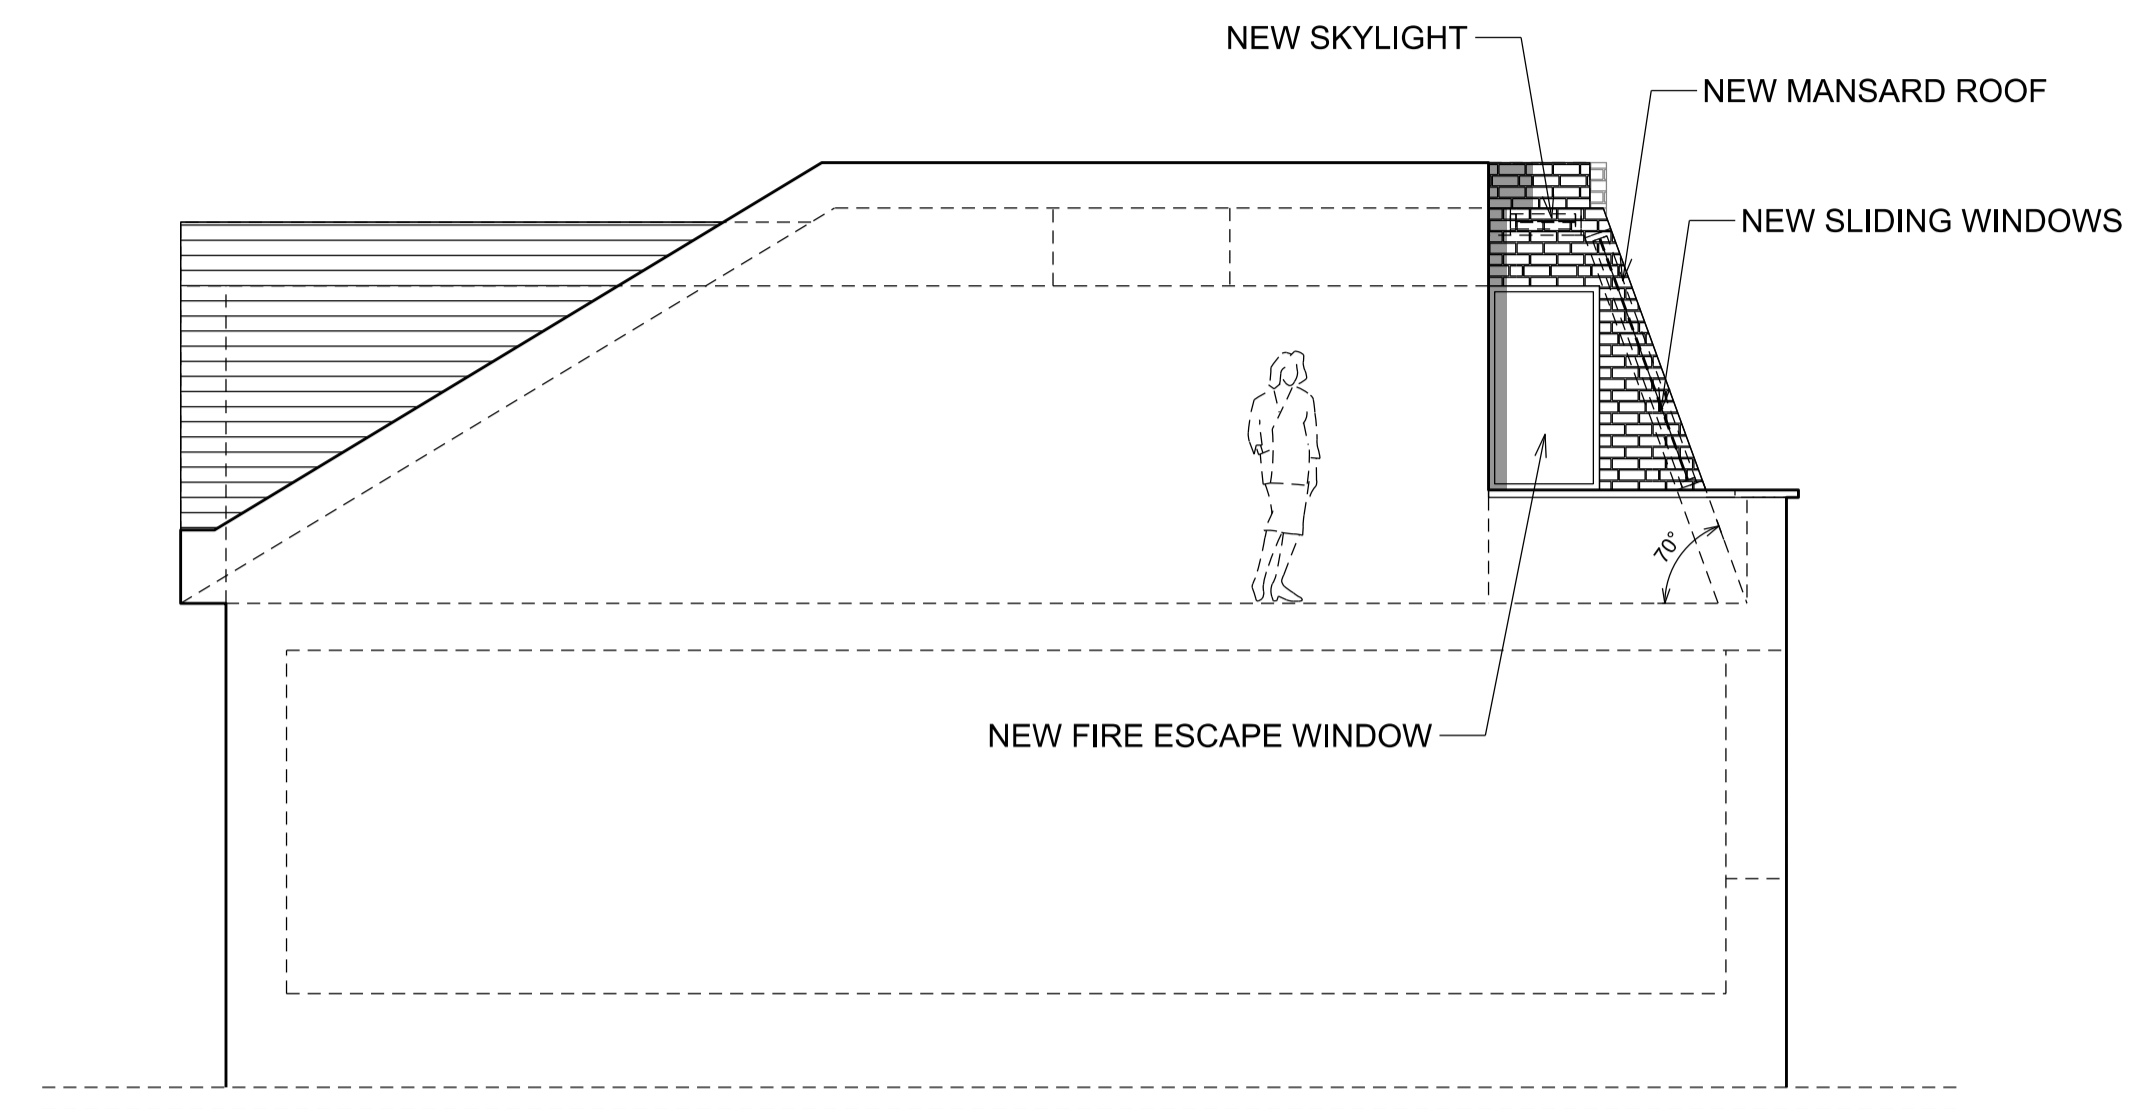 NEW SKYLIGHT
NEW MANSARD ROOF
NEW SLIDING WINDOWS
70°
NEW FIRE ESCAPE WINDOW